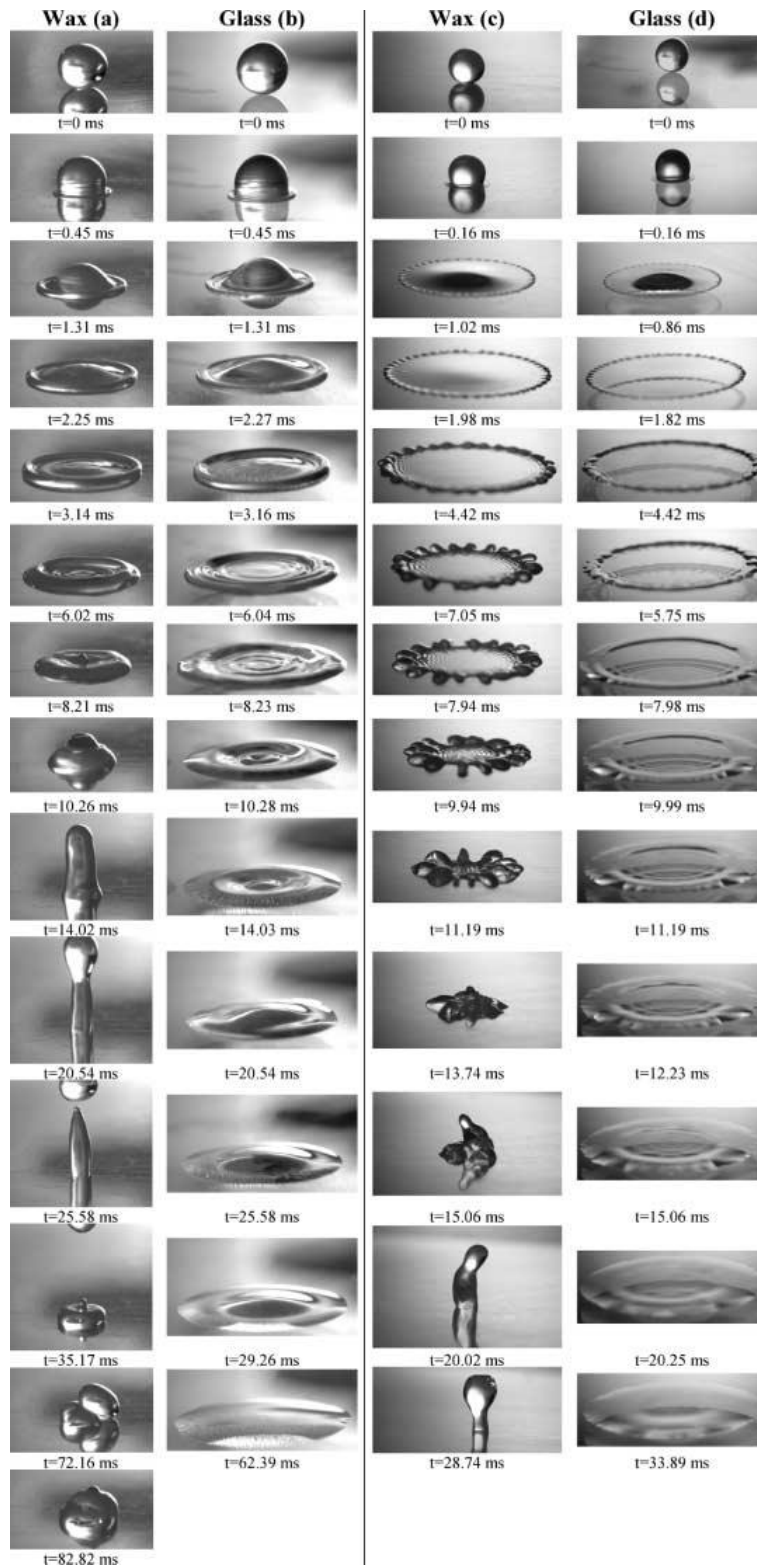 Wax (a) Glass (b) Wax (c) Glass (d)
t=0 ms t=0 ms t=0 ms t=0 ms
t=0.45 ms t=0.45 ms t=0.16 ms t=0.16 ms
t=1.31 ms t=1.31 ms t=1.02 ms t=0.86 ms
t=2.25 ms t=2.27 ms t=1.98 ms t=1.82 ms
t=3.14 ms t=3.16 ms t=4.42 ms t=4.42 ms
t=6.02 ms t=6.04 ms t=7.05 ms t=5.75 ms
t=8.21 ms t=8.23 ms t=7.94 ms t=7.98 ms
t=10.26 ms t=10.28 ms t=9.94 ms t=9.99 ms
t=14.02 ms t=14.03 ms t=11.19 ms t=11.19 ms
t=20.54 ms t=20.54 ms t=13.74 ms t=12.23 ms
t=25.58 ms t=25.58 ms t=15.06 ms t=15.06 ms
t=35.17 ms t=29.26 ms t=20.02 ms t=20.25 ms
t=72.16 ms t=62.39 ms t=28.74 ms t=33.89 ms
t=82.82 ms